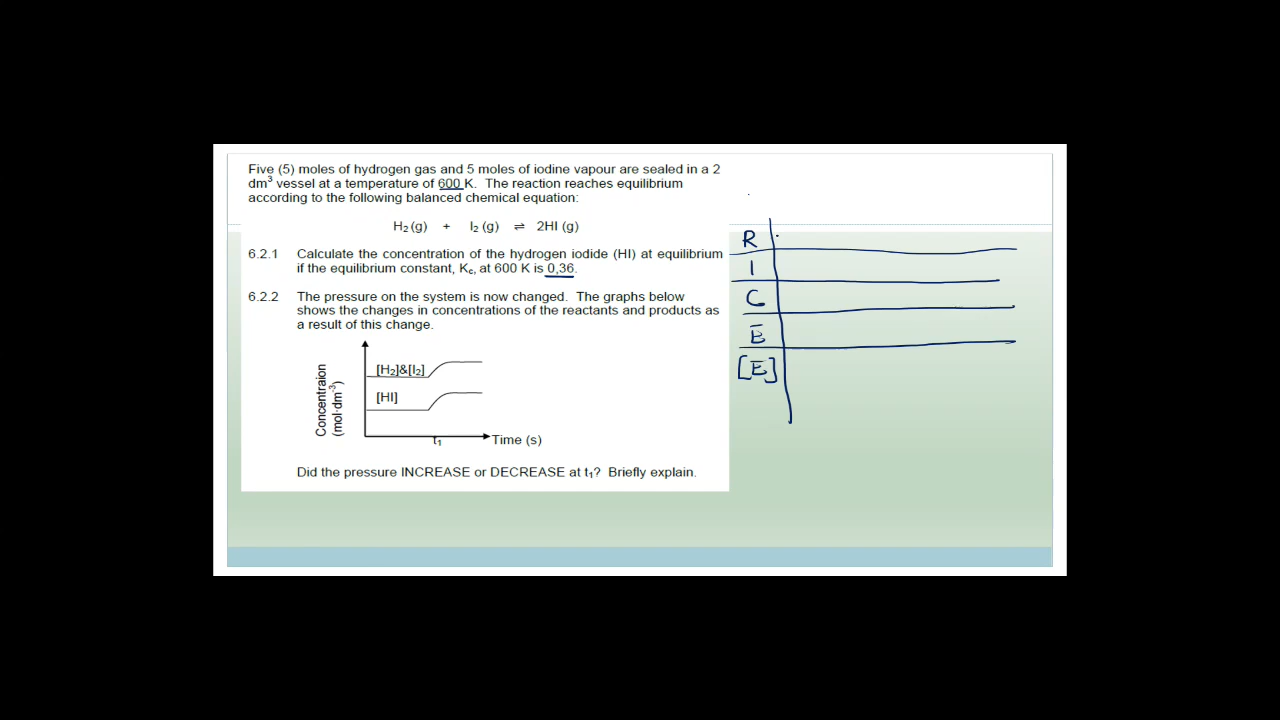 Five (5) moles of hydrogen gas and 5 moles of iodine vapour are sealed in a 2
dm³ vessel at a temperature of 600 K. The reaction reaches equilibrium
according to the following balanced chemical equation:
H₂ (g) + I₂ (g) ⇌ 2HI (g)
6.2.1 Calculate the concentration of the hydrogen iodide (HI) at equilibrium
if the equilibrium constant, Kc, at 600 K is 0,36.
6.2.2 The pressure on the system is now changed. The graphs below
shows the changes in concentrations of the reactants and products as
a result of this change.
Concentraion
(mol·dm⁻³)
[H₂]&[I₂]
[HI]
t₁
Time (s)
Did the pressure INCREASE or DECREASE at t₁? Briefly explain.
R
I
C
E
[E]